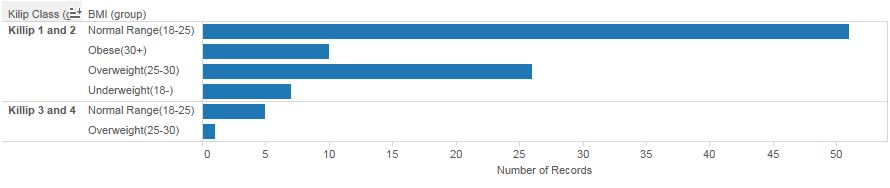 Kilip Class (g BMI (group)
Killip 1 and 2 Normal Range(18-25)
Obese(30+)
Overweight(25-30)
Underweight(18-)
Killip 3 and 4 Normal Range(18-25)
Overweight(25-30)
0 5 10 15 20 25 30 35 40 45 50
Number of Records